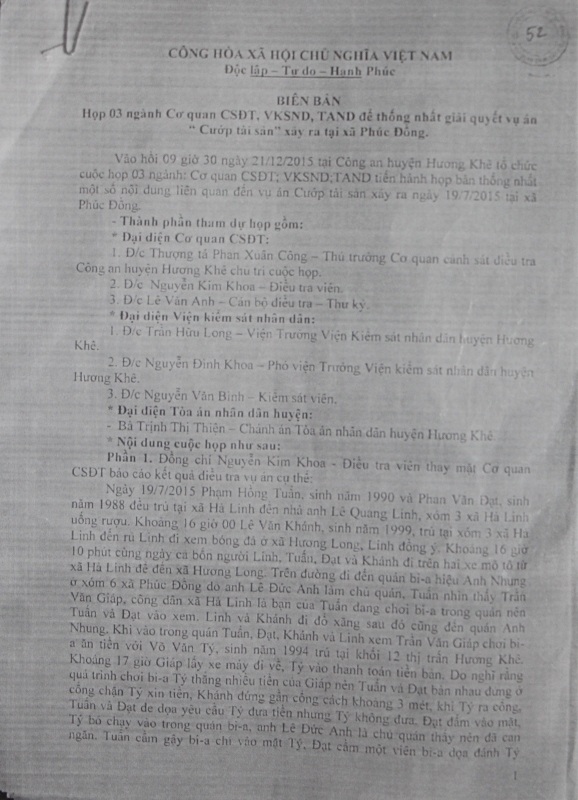 52
CÔNG HÒA XÃ HỘI CHỦ NGHĨA VIỆT NAM
Độc lập – Tự do – Hạnh Phúc
BIÊN BẢN
Họp 03 ngành Cơ quan CSĐT, VKSND, TAND để thống nhất giải quyết vụ án
“ Cướp tài sản” xảy ra tại xã Phúc Đồng.
Vào hồi 09 giờ 30 ngày 21/12/2015 tại Công an huyện Hương Khê tổ chức
cuộc họp 03 ngành: Cơ quan CSĐT; VKSND;TAND tiến hành họp bàn thống nhất
một số nội dung liên quan đến vụ án Cướp tài sản xảy ra ngày 19/7/2015 tại xã
Phúc Đồng.
- Thành phần tham dự họp gồm:
* Đại diện Cơ quan CSĐT:
1. Đ/c Thượng tá Phan Xuân Công – Thủ trưởng Cơ quan cảnh sát điều tra
Công an huyện Hương Khê chủ trì cuộc họp.
2. Đ/c Nguyễn Kim Khoa – Điều tra viên.
3. Đ/c Lê Văn Anh – Cán bộ điều tra – Thư ký.
* Đại diện Viện kiểm sát nhân dân:
1. Đ/c Trần Hữu Long – Viện Trưởng Viện Kiểm sát nhân dân huyện Hương
Khê.
2. Đ/c Nguyễn Đình Khoa – Phó viện Trưởng Viện kiểm sát nhân dân huyện
Hương Khê.
3. Đ/c Nguyễn Văn Bình – Kiểm sát viên.
* Đại diện Tòa án nhân dân huyện:
- Bà Trịnh Thị Thiên – Chánh án Tòa án nhân dân huyện Hương Khê
* Nội dung cuộc họp như sau:
Phần 1. Đồng chí Nguyễn Kim Khoa - Điều tra viên thay mặt Cơ quan
CSĐT báo cáo kết quả điều tra vụ án cụ thể:
Ngày 19/7/2015 Phạm Hồng Tuấn, sinh năm 1990 và Phan Văn Đạt, sinh
năm 1988 đều trú tại xã Hà Linh đến nhà anh Lê Quang Linh, xóm 3 xã Hà Linh
uống rượu. Khoảng 16 giờ 00 Lê Văn Khánh, sinh năm 1999, trú tại xóm 3 xã Hà
Linh đến rủ Linh đi xem bóng đá ở xã Hương Long, Linh đồng ý. Khoảng 16 giờ
10 phút cùng ngày cả bốn người Linh, Tuấn, Đạt và Khánh đi trên hai xe mô tô từ
xã Hà Linh để đến xã Hương Long. Trên đường đi đến quán bi-a hiệu Anh Nhung
ở xóm 6 xã Phúc Đồng do anh Lê Đức Anh làm chủ quán, Tuấn nhìn thấy Trần
Văn Giáp, công dân xã Hà Linh là bạn của Tuấn đang chơi bi-a trong quán nên
Tuấn và Đạt vào xem. Linh và Khánh đi đổ xăng sau đó cũng đến quán Anh
Nhung. Khi vào trong quán Tuấn, Đạt, Khánh và Linh xem Trần Văn Giáp chơi bi-
a ăn tiền với Võ Văn Tý, sinh năm 1994 trú tại khối 12 thị trấn Hương Khê.
Khoảng 17 giờ Giáp lấy xe máy đi về, Tý vào thanh toán tiền bàn. Do nghĩ rằng
quá trình chơi bi-a Tý thắng nhiều tiền của Giáp nên Tuấn và Đạt bàn nhau đứng ở
cổng chặn Tý xin tiền, Khánh đứng gần cổng cách khoảng 3 mét, khi Tý ra cổng,
Tuấn và Đạt đe dọa yêu cầu Tý đưa tiền nhưng Tý không đưa. Đạt đấm vào mặt,
Tý bỏ chạy vào trong quán bi-a, anh Lê Đức Anh là chủ quán thấy nên đã can
ngăn. Tuấn cầm gậy bi-a chỉ vào mặt Tý, Đạt cầm một viên bi-a dọa đánh Tý
1